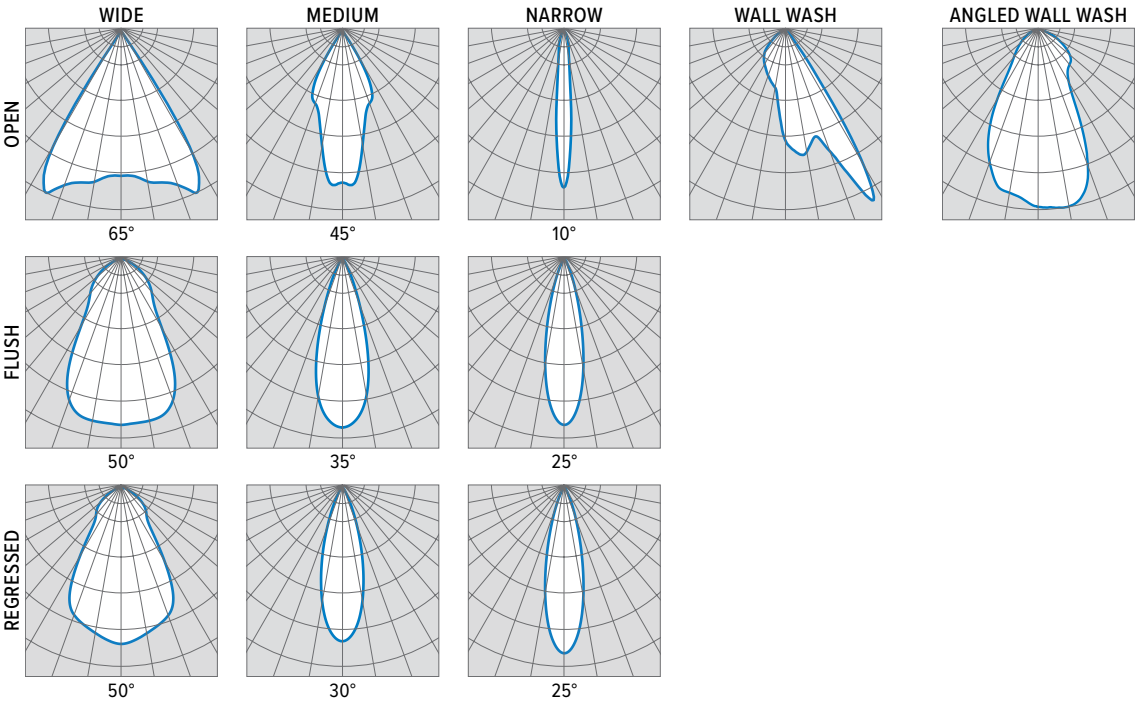 WIDE MEDIUM NARROW WALL WASH ANGLED WALL WASH
OPEN
65° 45° 10°
FLUSH
50° 35° 25°
REGRESSED
50° 30° 25°